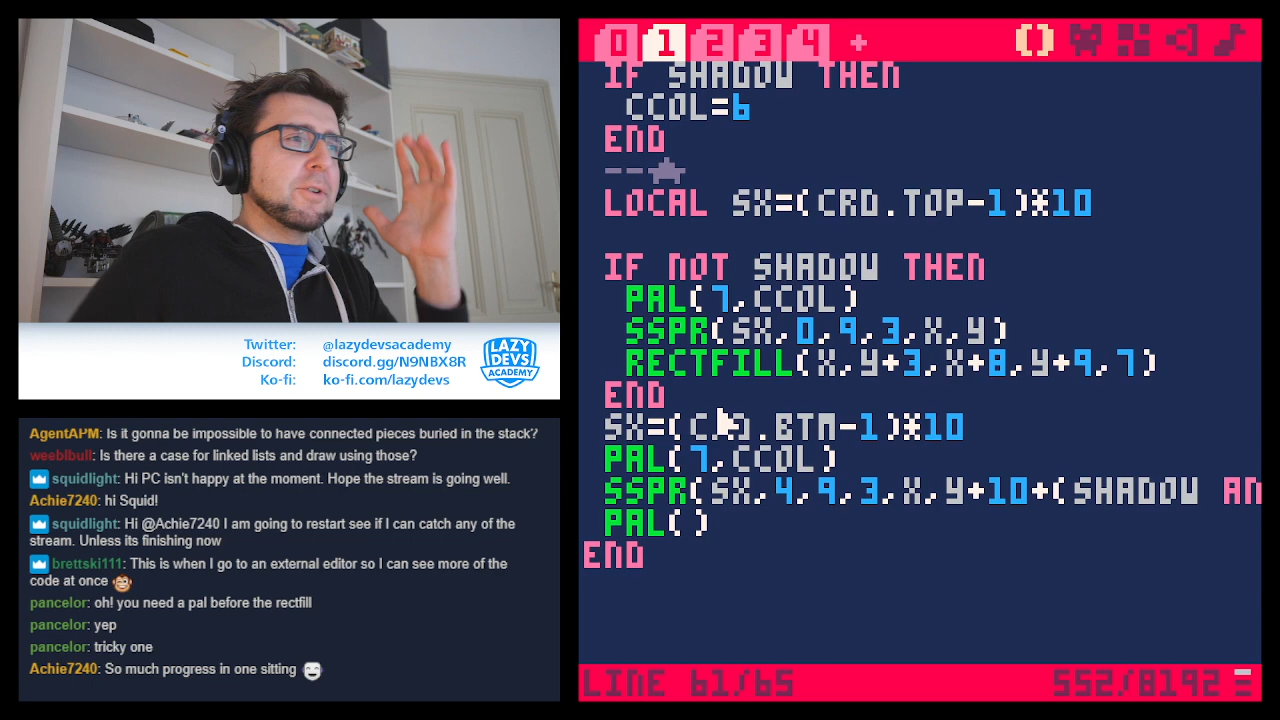 Twitter: @lazydevsacademy
Discord: discord.gg/N9NBX8R
Ko-fi: ko-fi.com/lazydevs
LAZY
DEVS
ACADEMY
AgentAPM: Is it gonna be impossible to have connected pieces buried in the stack?
weeblbull: Is there a case for linked lists and draw using those?
squidlight: Hi PC isn't happy at the moment. Hope the stream is going well.
Achie7240: hi Squid!
squidlight: Hi @Achie7240 I am going to restart see if I can catch any of the
stream. Unless its finishing now
brettski111: This is when I go to an external editor so I can see more of the
code at once
pancelor: oh! you need a pal before the rectfill
pancelor: yep
pancelor: tricky one
Achie7240: So much progress in one sitting
0 1 2 3 4 +
IF SHADOW THEN
CCOL=6
END
--
LOCAL SX=(CRD.TOP-1)*10
IF NOT SHADOW THEN
PAL(7,CCOL)
SSPR(SX,0,9,3,X,Y)
RECTFILL(X,Y+3,X+8,Y+9,7)
END
SX=(CRD.BTM-1)*10
PAL(7,CCOL)
SSPR(SX,4,9,3,X,Y+10+(SHADOW AN
PAL()
END
LINE 61/65
552/8192